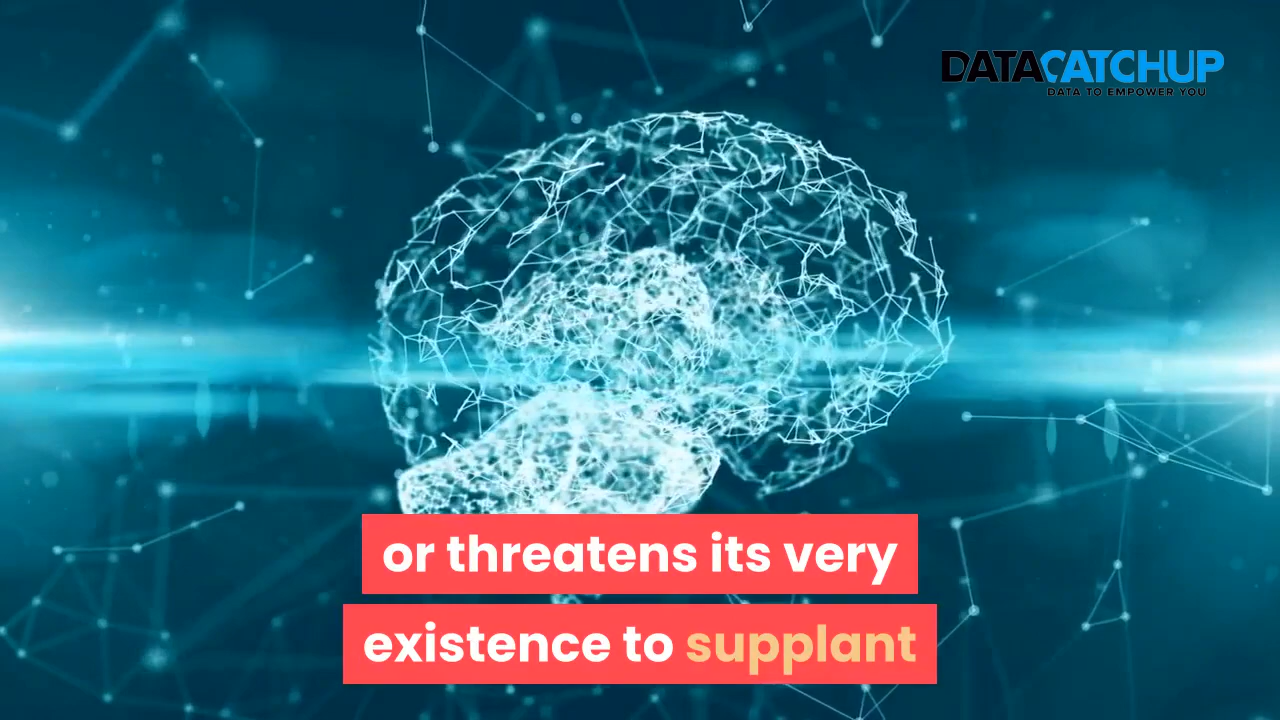 DATACATCHUP
DATA TO EMPOWER YOU
or threatens its very
existence to supplant